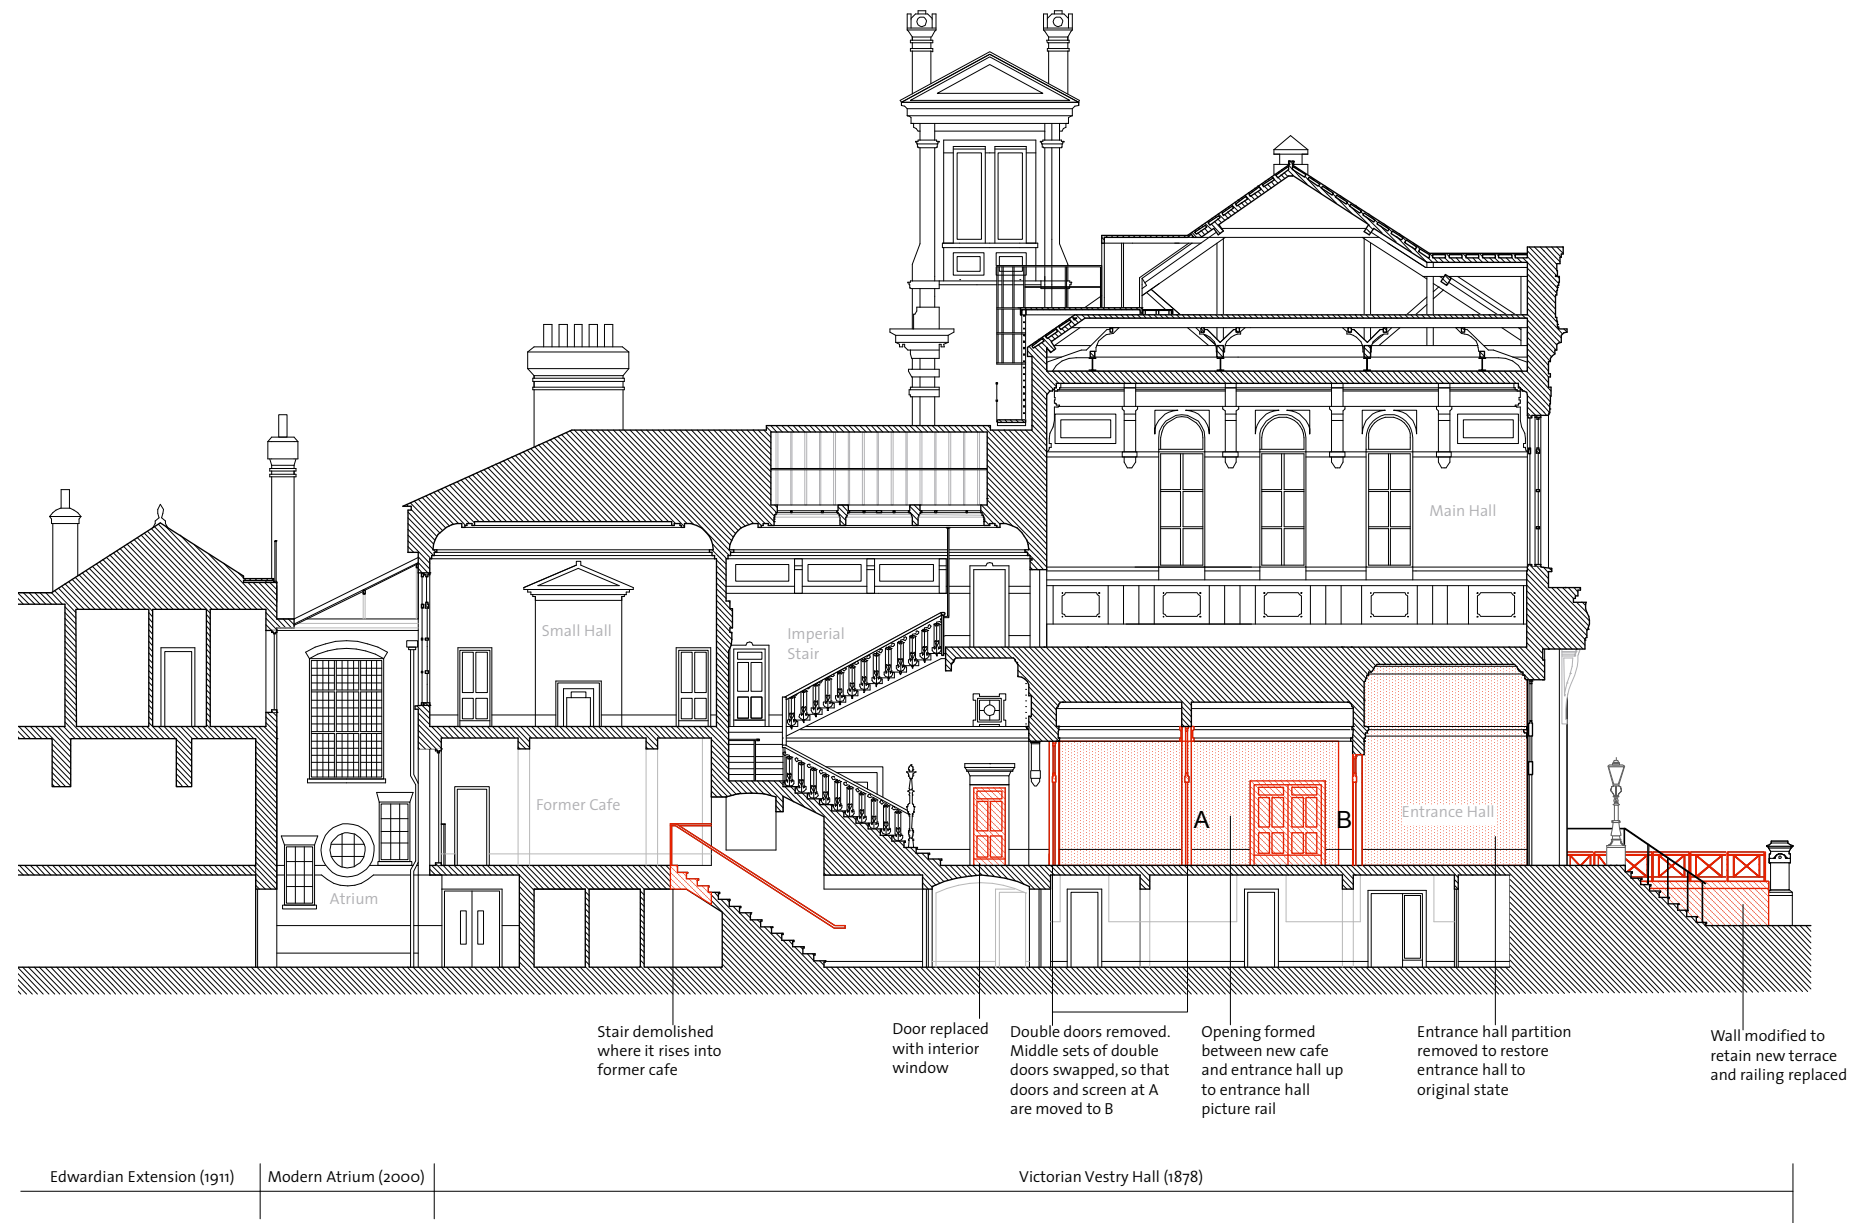 Main Hall
Small Hall
Imperial
Stair
Former Cafe
A
B
Entrance Hall
Atrium
Stair demolished
where it rises into
former cafe
Door replaced
with interior
window
Double doors removed.
Middle sets of double
doors swapped, so that
doors and screen at A
are moved to B
Opening formed
between new cafe
and entrance hall up
to entrance hall
picture rail
Entrance hall partition
removed to restore
entrance hall to
original state
Wall modified to
retain new terrace
and railing replaced
Edwardian Extension (1911)
Modern Atrium (2000)
Victorian Vestry Hall (1878)